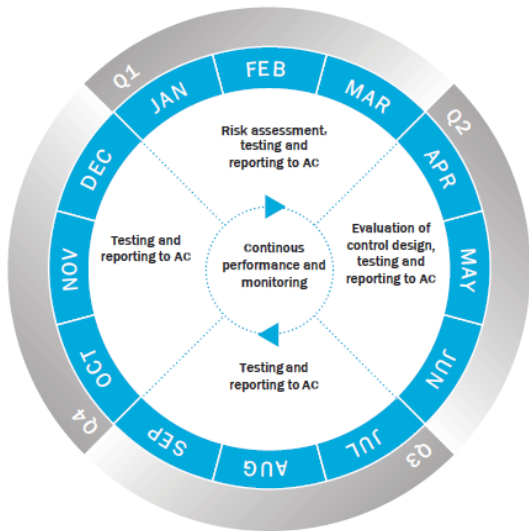 Q1
JAN
FEB
MAR
Q2
APR
MAY
JUN
Q3
JUL
AUG
SEP
Q4
OCT
NOV
DEC
Risk assessment,
testing and
reporting to AC
Evaluation of
control design,
testing and
reporting to AC
Testing and
reporting to AC
Testing and
reporting to AC
Continous
performance and
monitoring